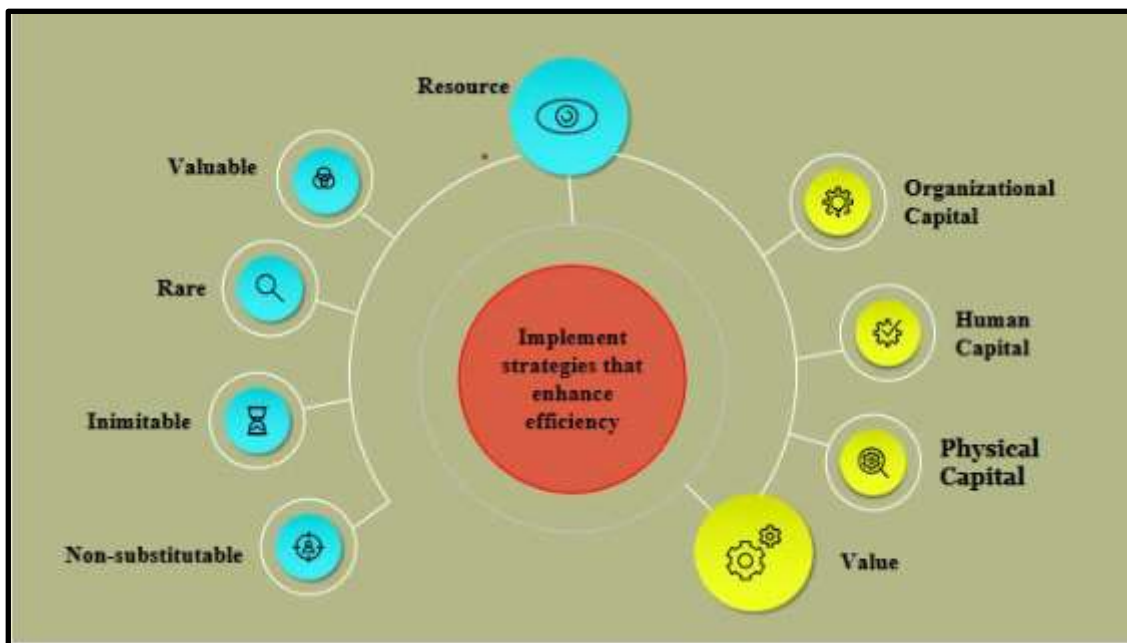 Resource
Valuable
Rare
Inimitable
Non-substitutable
Implement
strategies that
enhance
efficiency
Organizational
Capital
Human
Capital
Physical
Capital
Value